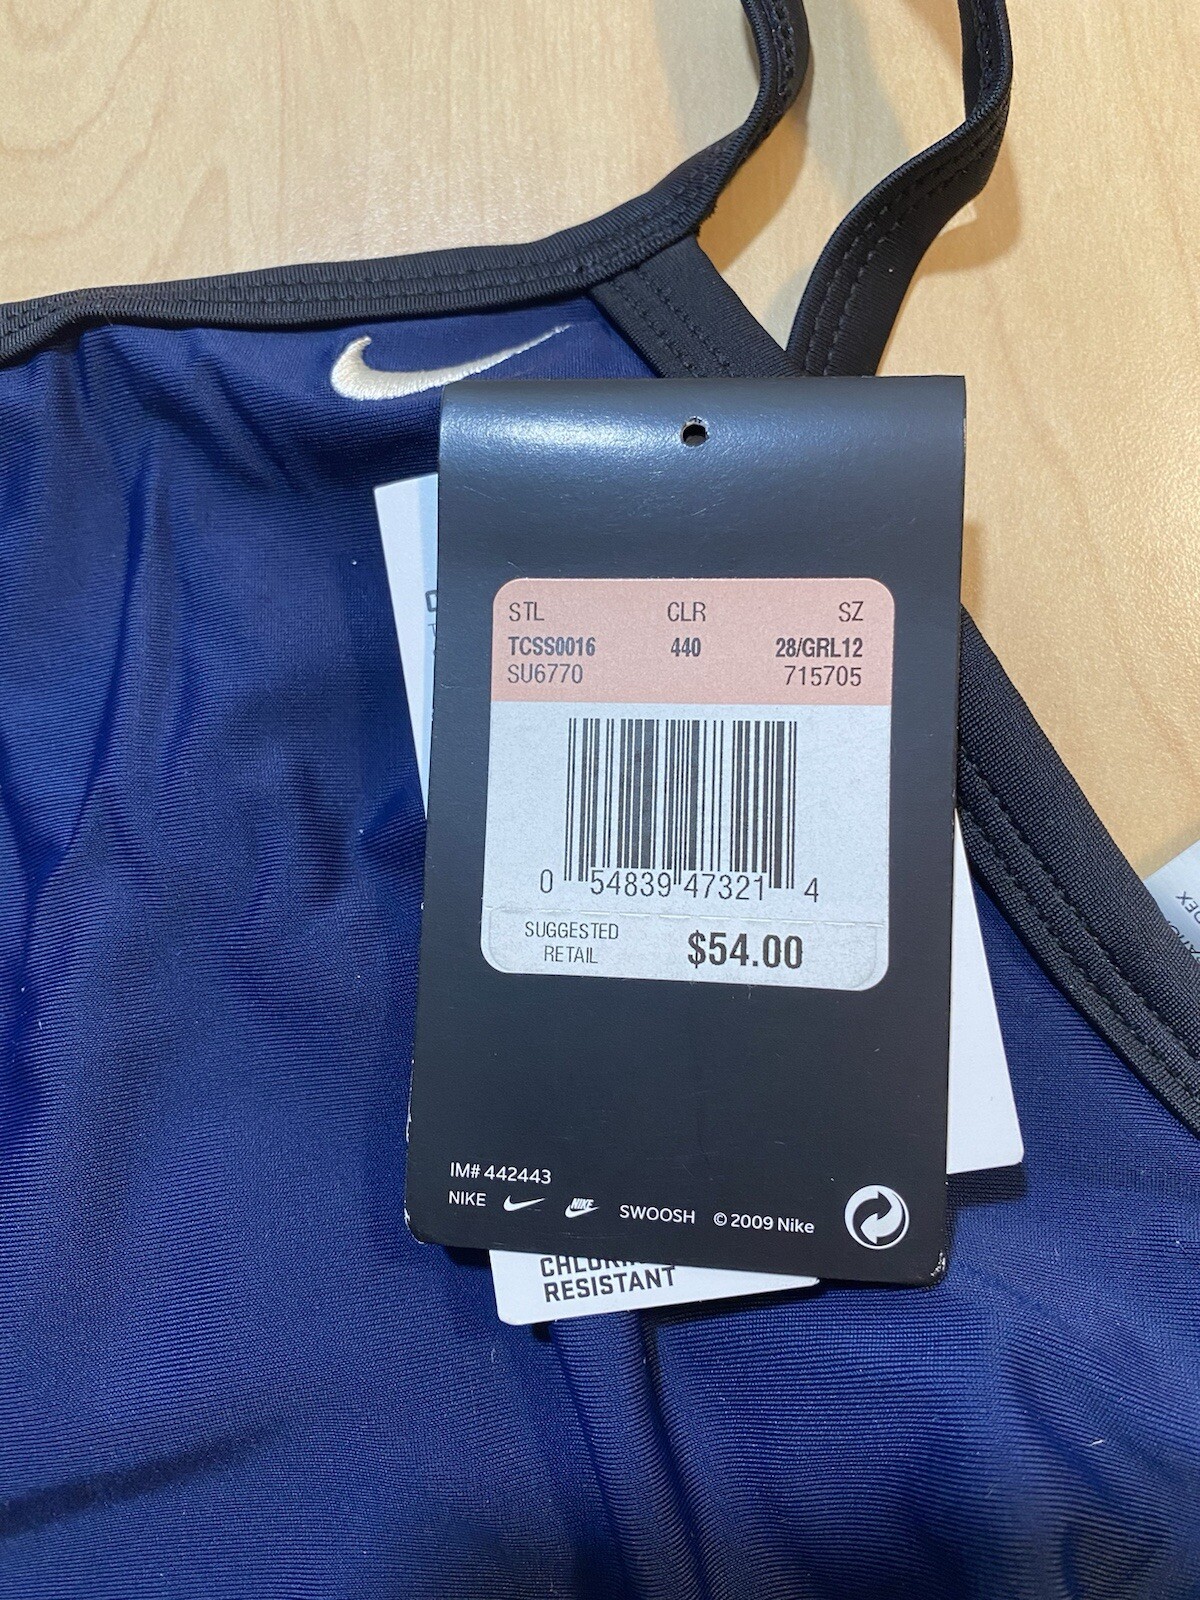 STL CLR SZ
TCSS0016 440 28/GRL12
SU6770 715705
0 54839 47321 4
SUGGESTED
RETAIL $54.00
IM# 442443
NIKE NIKE SWOOSH © 2009 Nike
RESISTANT